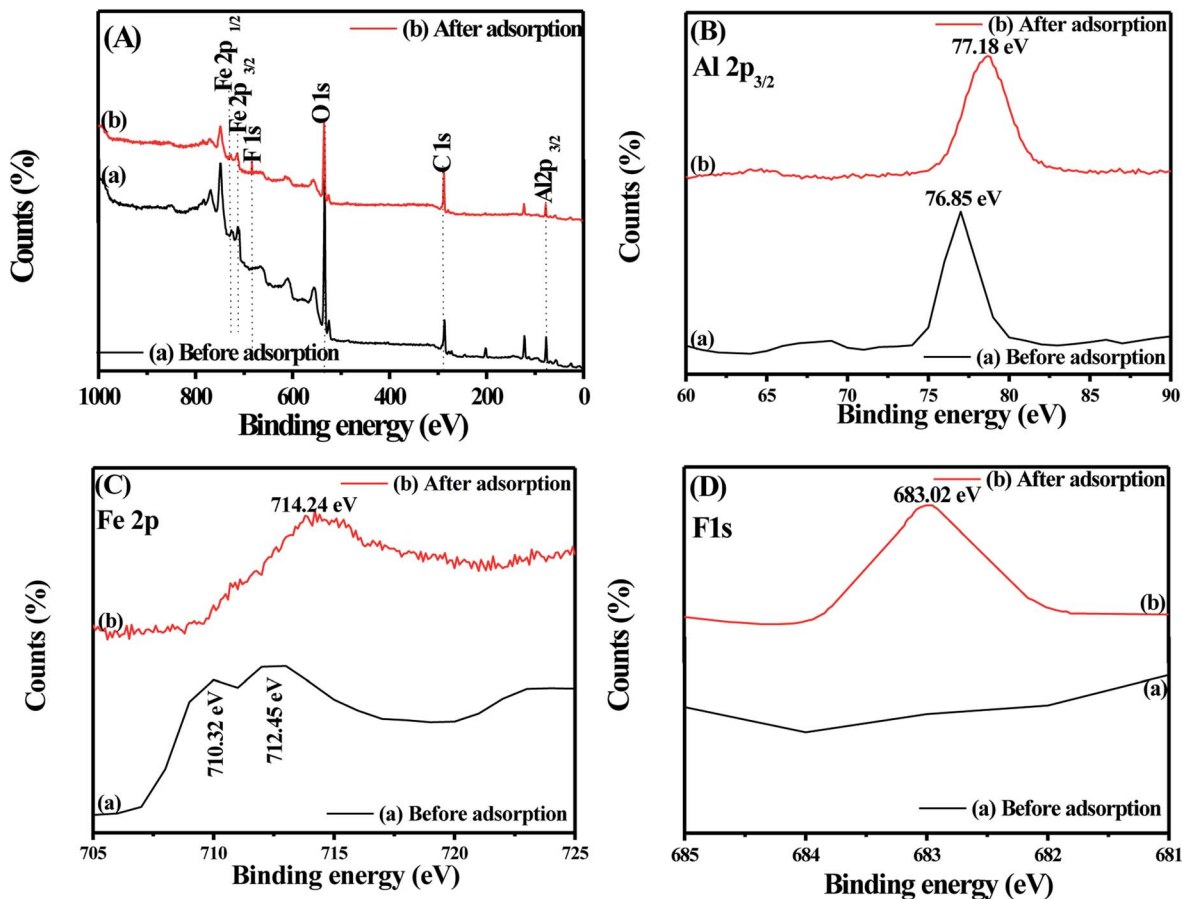 (A)
(b) After adsorption
Fe 2p 1/2
Fe 2p 3/2
F 1s
O 1s
C 1s
Al2p 3/2
(b)
(a)
(a) Before adsorption
Counts (%)
1000 800 600 400 200 0
Binding energy (eV)
(B)
(b) After adsorption
77.18 eV
Al 2p3/2
(b)
76.85 eV
(a)
(a) Before adsorption
Counts (%)
60 65 70 75 80 85 90
Binding energy (eV)
(C)
(b) After adsorption
714.24 eV
Fe 2p
(b)
710.32 eV
712.45 eV
(a)
(a) Before adsorption
Counts (%)
705 710 715 720 725
Binding energy (eV)
(D)
(b) After adsorption
683.02 eV
F1s
(b)
(a)
(a) Before adsorption
Counts (%)
685 684 683 682 681
Binding energy (eV)